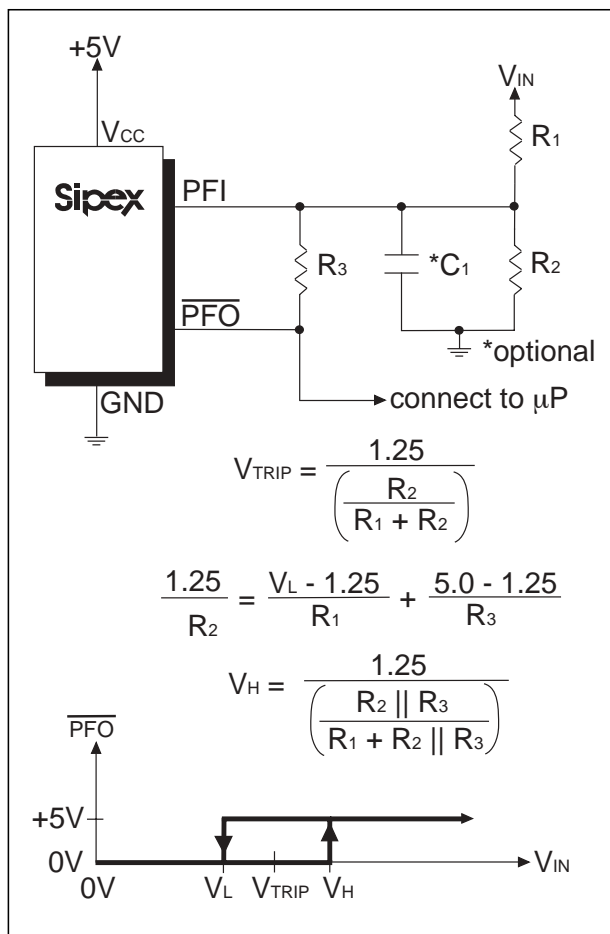 +5V
VCC
Sipex
PFI
PFO
GND
VIN
R1
R2
R3
*C1
*optional
connect to μP
VTRIP = 1.25 / (R2 / (R1 + R2))
1.25 / R2 = (VL - 1.25) / R1 + (5.0 - 1.25) / R3
VH = 1.25 / (R2 || R3 / (R1 + R2 || R3))
PFO
+5V
0V
0V
VL
VTRIP
VH
VIN